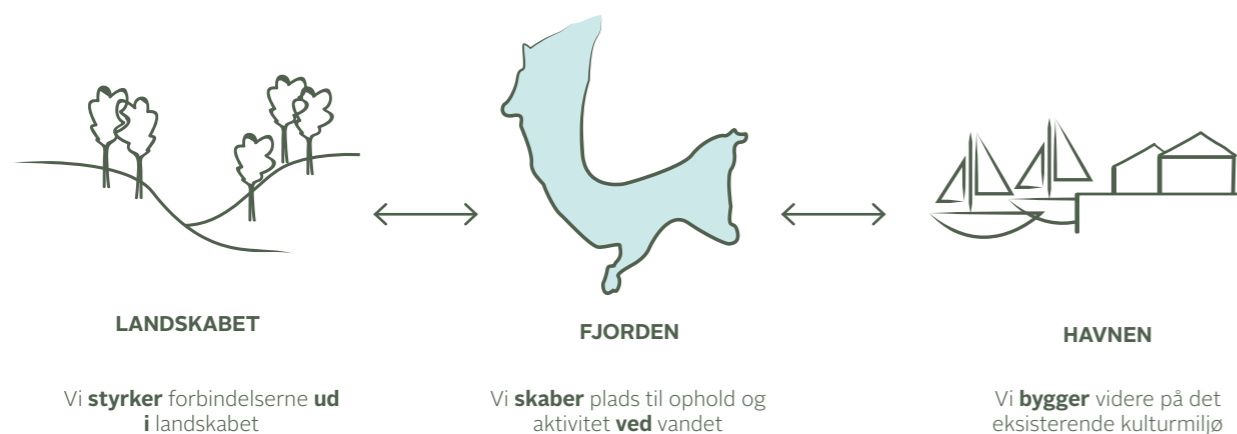 LANDSKABET
Vi styrker forbindelserne ud
i landskabet
FJORDEN
Vi skaber plads til ophold og
aktivitet ved vandet
HAVNEN
Vi bygger videre på det
eksisterende kulturmiljø